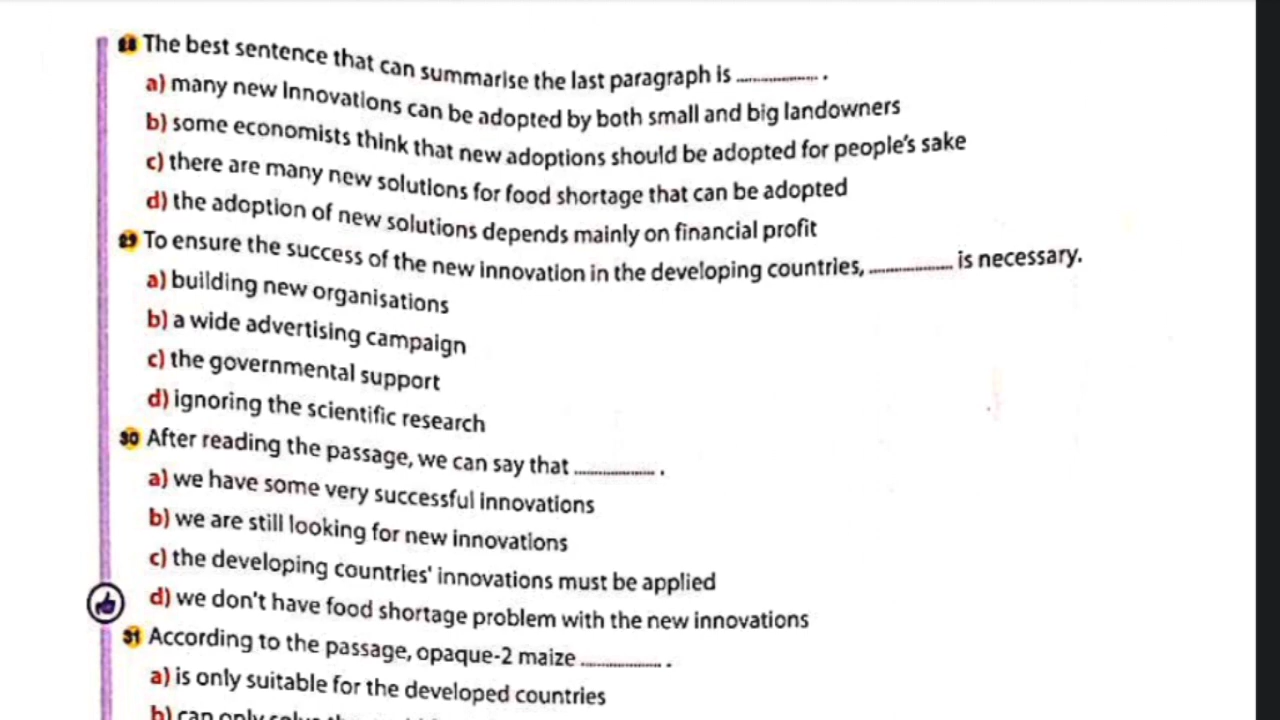 28 The best sentence that can summarise the last paragraph is .................. .
a) many new innovations can be adopted by both small and big landowners
b) some economists think that new adoptions should be adopted for people's sake
c) there are many new solutions for food shortage that can be adopted
d) the adoption of new solutions depends mainly on financial profit
29 To ensure the success of the new innovation in the developing countries, .................. is necessary.
a) building new organisations
b) a wide advertising campaign
c) the governmental support
d) ignoring the scientific research
30 After reading the passage, we can say that .................. .
a) we have some very successful innovations
b) we are still looking for new innovations
c) the developing countries' innovations must be applied
d) we don't have food shortage problem with the new innovations
31 According to the passage, opaque-2 maize .................. .
a) is only suitable for the developed countries
b) can only